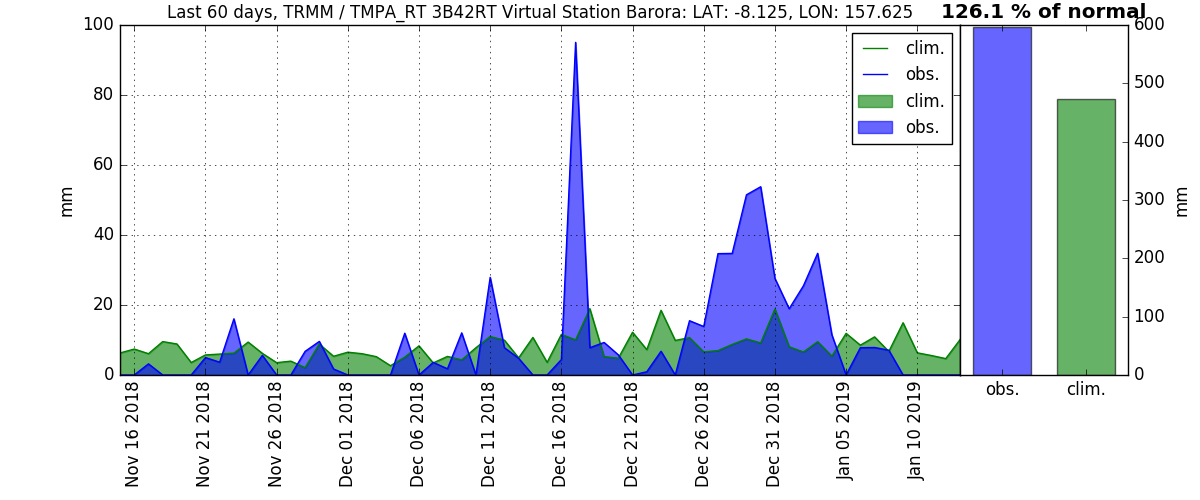 Last 60 days, TRMM / TMPA_RT 3B42RT Virtual Station Barora: LAT: -8.125, LON: 157.625
126.1 % of normal
100
80
60
40
20
0
mm
clim.
obs.
clim.
obs.
600
500
400
300
200
100
0
mm
obs.
clim.
Nov 16 2018
Nov 21 2018
Nov 26 2018
Dec 01 2018
Dec 06 2018
Dec 11 2018
Dec 16 2018
Dec 21 2018
Dec 26 2018
Dec 31 2018
Jan 05 2019
Jan 10 2019